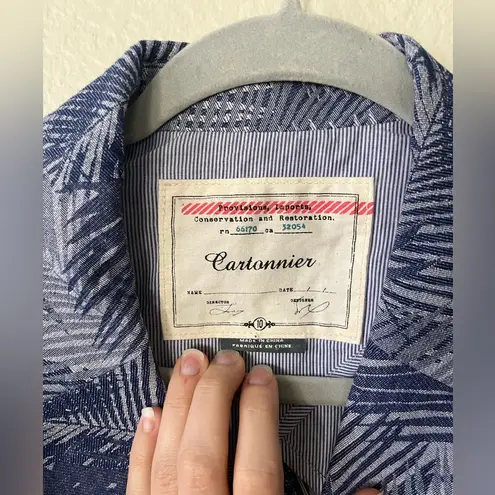 Provisions, Imports,
Conservation and Restoration.
rn 66170 ca 32054
Cartonnier
NAME DATE / /
DIRECTOR DESIGNER
10
MADE IN CHINA
FABRIQUÉ EN CHINE